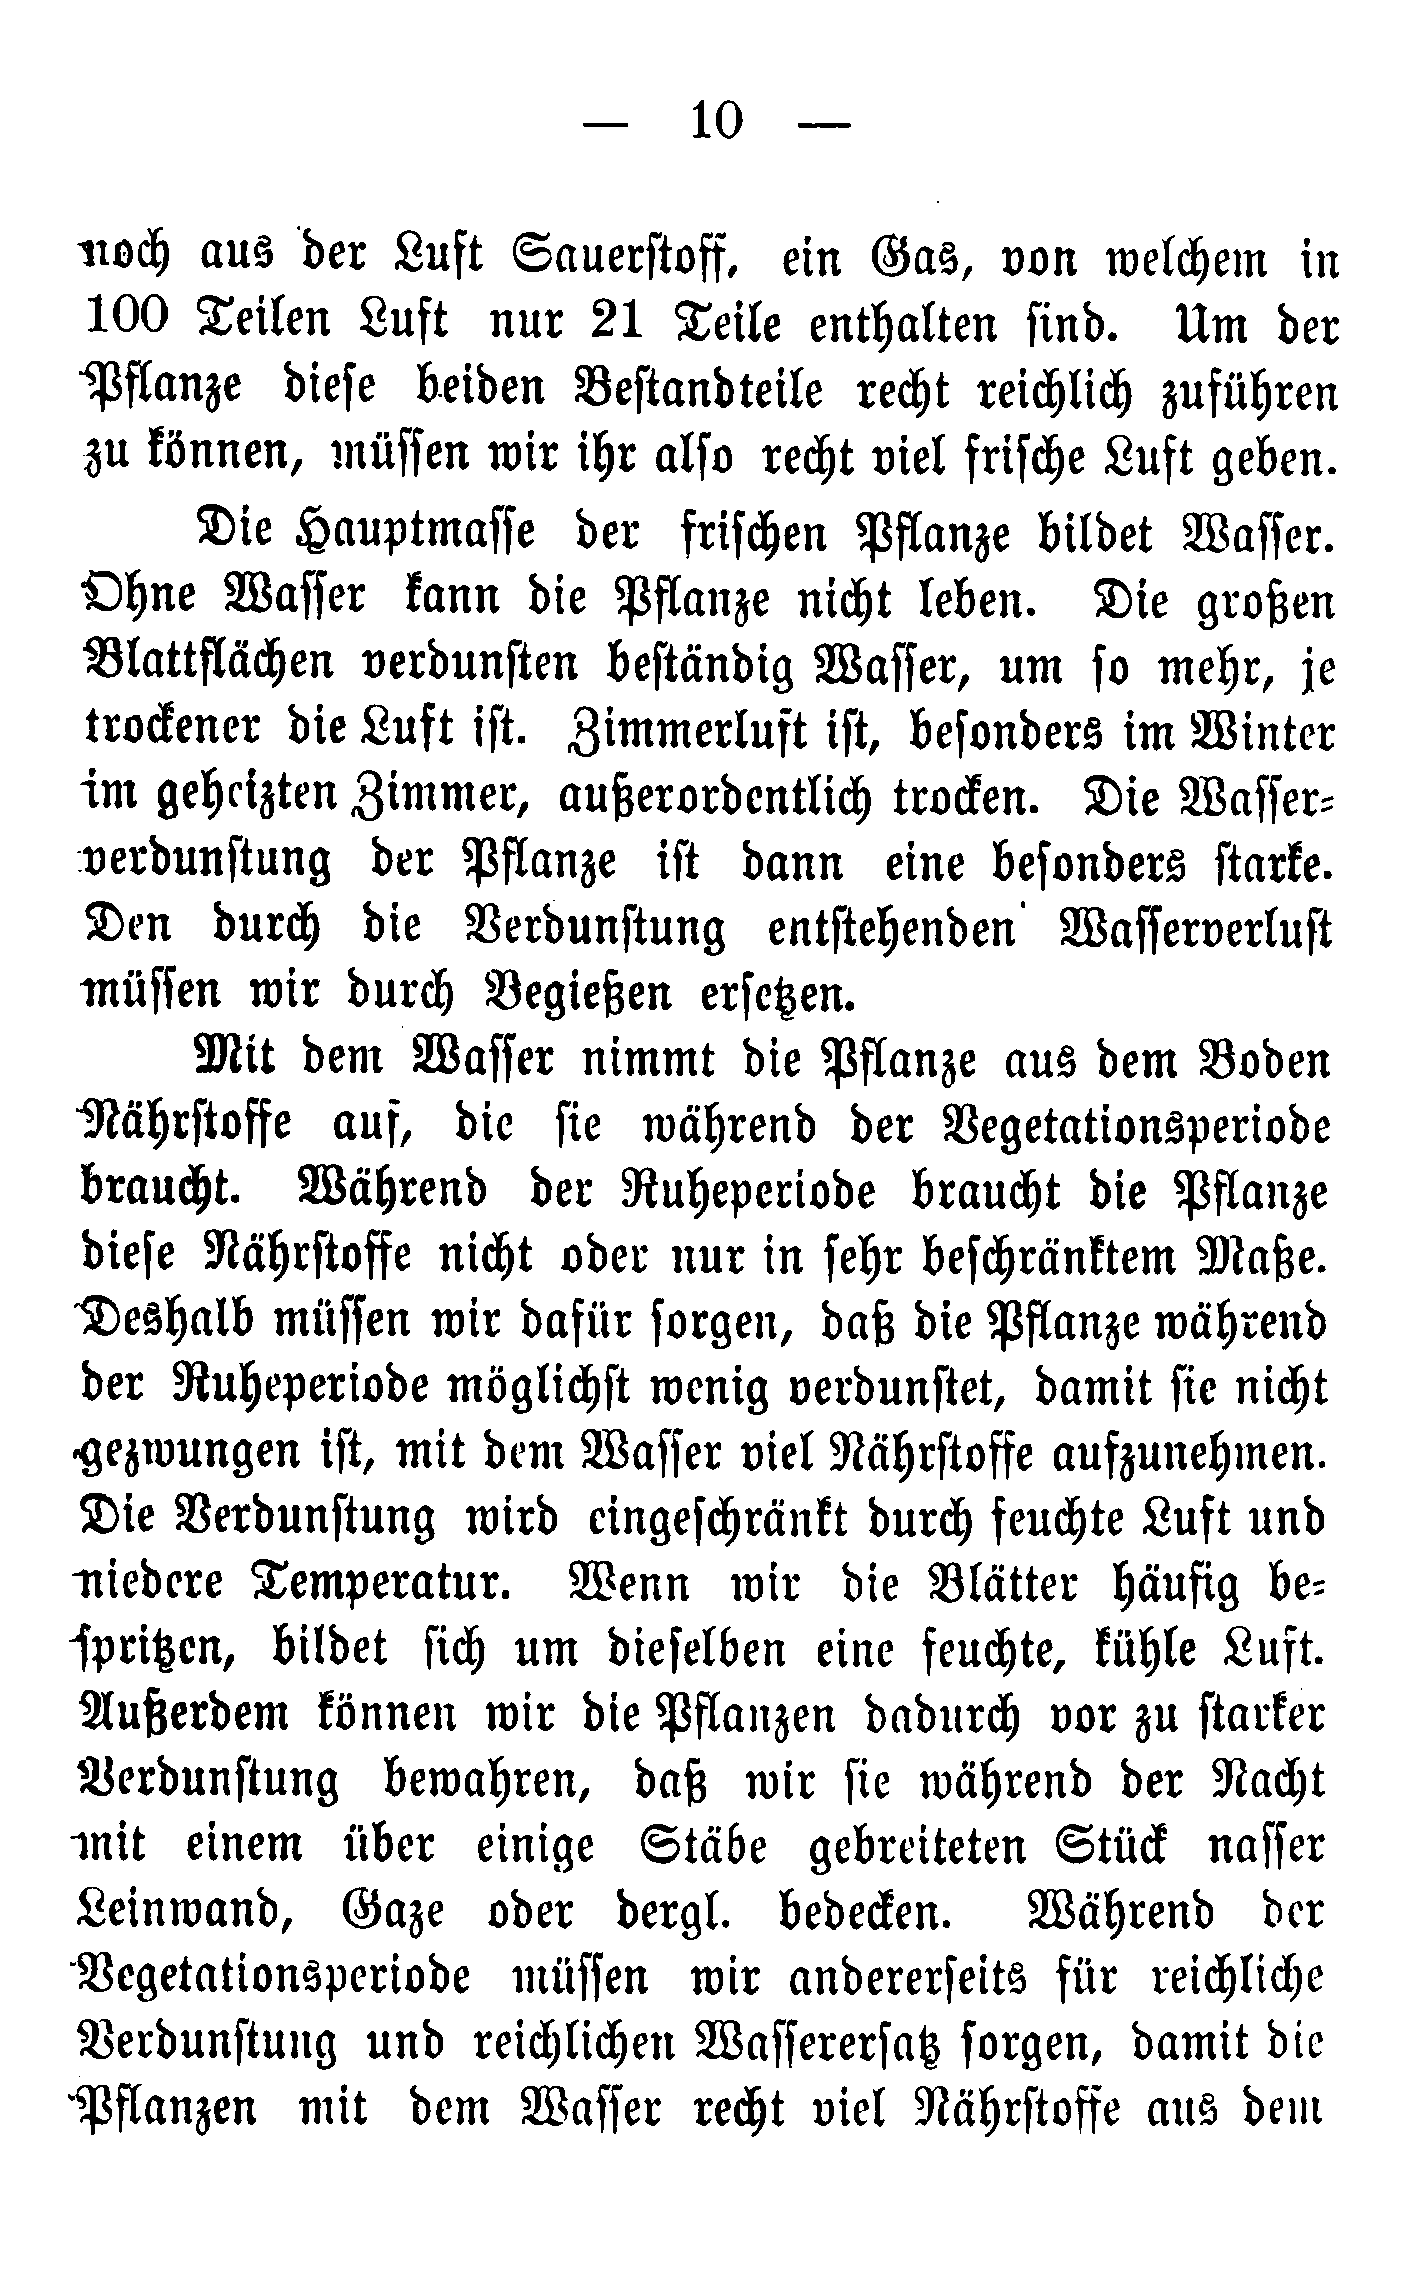 — 10 —
noch aus der Luft Sauerstoff, ein Gas, von welchem in
100 Teilen Luft nur 21 Teile enthalten sind. Um der
Pflanze diese beiden Bestandteile recht reichlich zuführen
zu können, müssen wir ihr also recht viel frische Luft geben.
Die Hauptmasse der frischen Pflanze bildet Wasser.
Ohne Wasser kann die Pflanze nicht leben. Die großen
Blattflächen verdunsten beständig Wasser, um so mehr, je
trockener die Luft ist. Zimmerluft ist, besonders im Winter
im geheizten Zimmer, außerordentlich trocken. Die Wasser-
verdunstung der Pflanze ist dann eine besonders starke.
Den durch die Verdunstung entstehenden Wasserverlust
müssen wir durch Begießen ersetzen.
Mit dem Wasser nimmt die Pflanze aus dem Boden
Nährstoffe auf, die sie während der Vegetationsperiode
braucht. Während der Ruheperiode braucht die Pflanze
diese Nährstoffe nicht oder nur in sehr beschränktem Maße.
Deshalb müssen wir dafür sorgen, daß die Pflanze während
der Ruheperiode möglichst wenig verdunstet, damit sie nicht
gezwungen ist, mit dem Wasser viel Nährstoffe aufzunehmen.
Die Verdunstung wird eingeschränkt durch feuchte Luft und
niedere Temperatur. Wenn wir die Blätter häufig be-
spritzen, bildet sich um dieselben eine feuchte, kühle Luft.
Außerdem können wir die Pflanzen dadurch vor zu starker
Verdunstung bewahren, daß wir sie während der Nacht
mit einem über einige Stäbe gebreiteten Stück nasser
Leinwand, Gaze oder dergl. bedecken. Während der
Vegetationsperiode müssen wir andererseits für reichliche
Verdunstung und reichlichen Wasserersatz sorgen, damit die
Pflanzen mit dem Wasser recht viel Nährstoffe aus dem